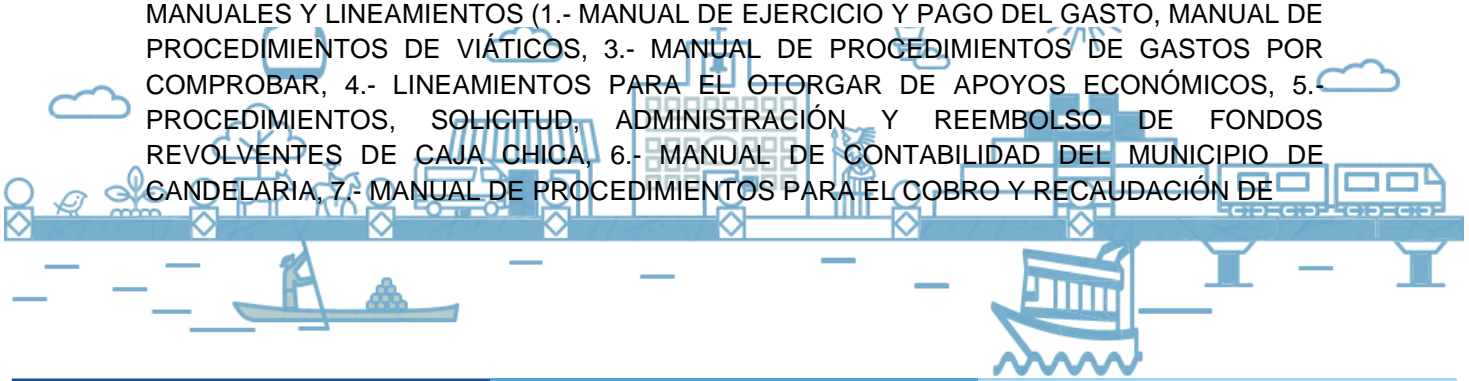 MANUALES Y LINEAMIENTOS (1.- MANUAL DE EJERCICIO Y PAGO DEL GASTO, MANUAL DE
PROCEDIMIENTOS DE VIÁTICOS, 3.- MANUAL DE PROCEDIMIENTOS DE GASTOS POR
COMPROBAR, 4.- LINEAMIENTOS PARA EL OTORGAR DE APOYOS ECONÓMICOS, 5.-
PROCEDIMIENTOS, SOLICITUD, ADMINISTRACIÓN Y REEMBOLSO DE FONDOS
REVOLVENTES DE CAJA CHICA, 6.- MANUAL DE CONTABILIDAD DEL MUNICIPIO DE
CANDELARIA, 7.- MANUAL DE PROCEDIMIENTOS PARA EL COBRO Y RECAUDACIÓN DE